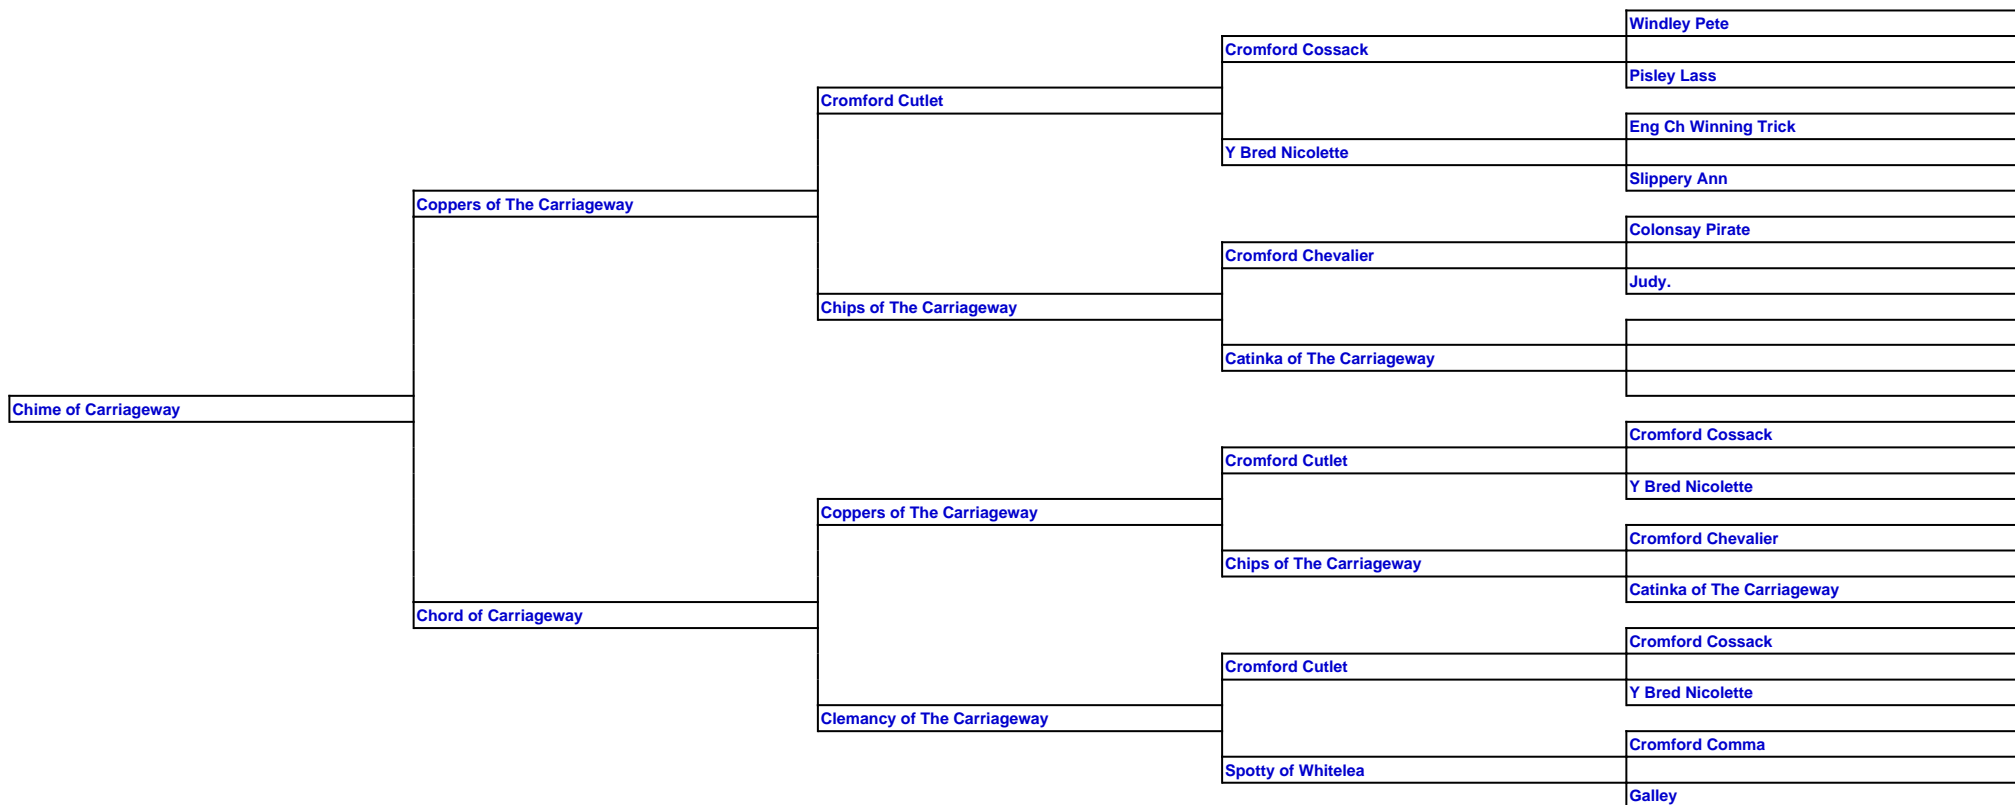 Windley Pete
Cromford Cossack
Pisley Lass
Cromford Cutlet
Eng Ch Winning Trick
Y Bred Nicolette
Slippery Ann
Coppers of The Carriageway
Colonsay Pirate
Cromford Chevalier
Judy.
Chips of The Carriageway
Catinka of The Carriageway
Chime of Carriageway
Cromford Cossack
Cromford Cutlet
Y Bred Nicolette
Coppers of The Carriageway
Cromford Chevalier
Chips of The Carriageway
Catinka of The Carriageway
Chord of Carriageway
Cromford Cossack
Cromford Cutlet
Y Bred Nicolette
Clemancy of The Carriageway
Cromford Comma
Spotty of Whitelea
Galley